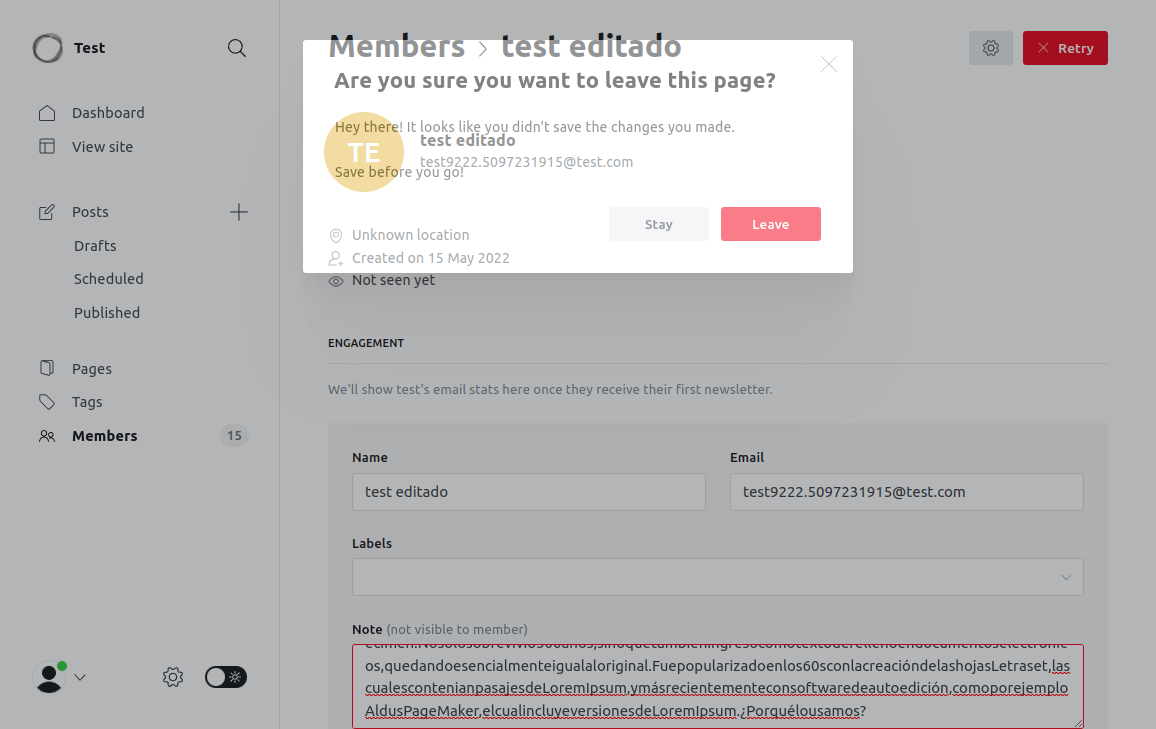 Test
Dashboard
View site
Posts
Drafts
Scheduled
Published
Pages
Tags
Members
15
Members › test editado
Retry
Are you sure you want to leave this page?
Hey there! It looks like you didn't save the changes you made.
Save before you go!
Stay
Leave
TE
test editado
test9222.5097231915@test.com
Unknown location
Created on 15 May 2022
Not seen yet
ENGAGEMENT
We'll show test's email stats here once they receive their first newsletter.
Name
Email
test editado
test9222.5097231915@test.com
Labels
Note (not visible to member)
ecimen.Nosólosobrevivió500años,sinoquetambieningresocomotextoderellenoendocumentoselectrónic
os,quedandoesencialmenteigualaloriginal.Fuepopularizadoenlos60sconlacreacióndelashojasLetraset,las
cualescontenianpasajesdeLoremIpsum,ymásrecientementeconsoftwaredeautoedición,comoporejemplo
AldusPageMaker,elcualincluyeversionesdeLoremIpsum.¿Porquélousamos?